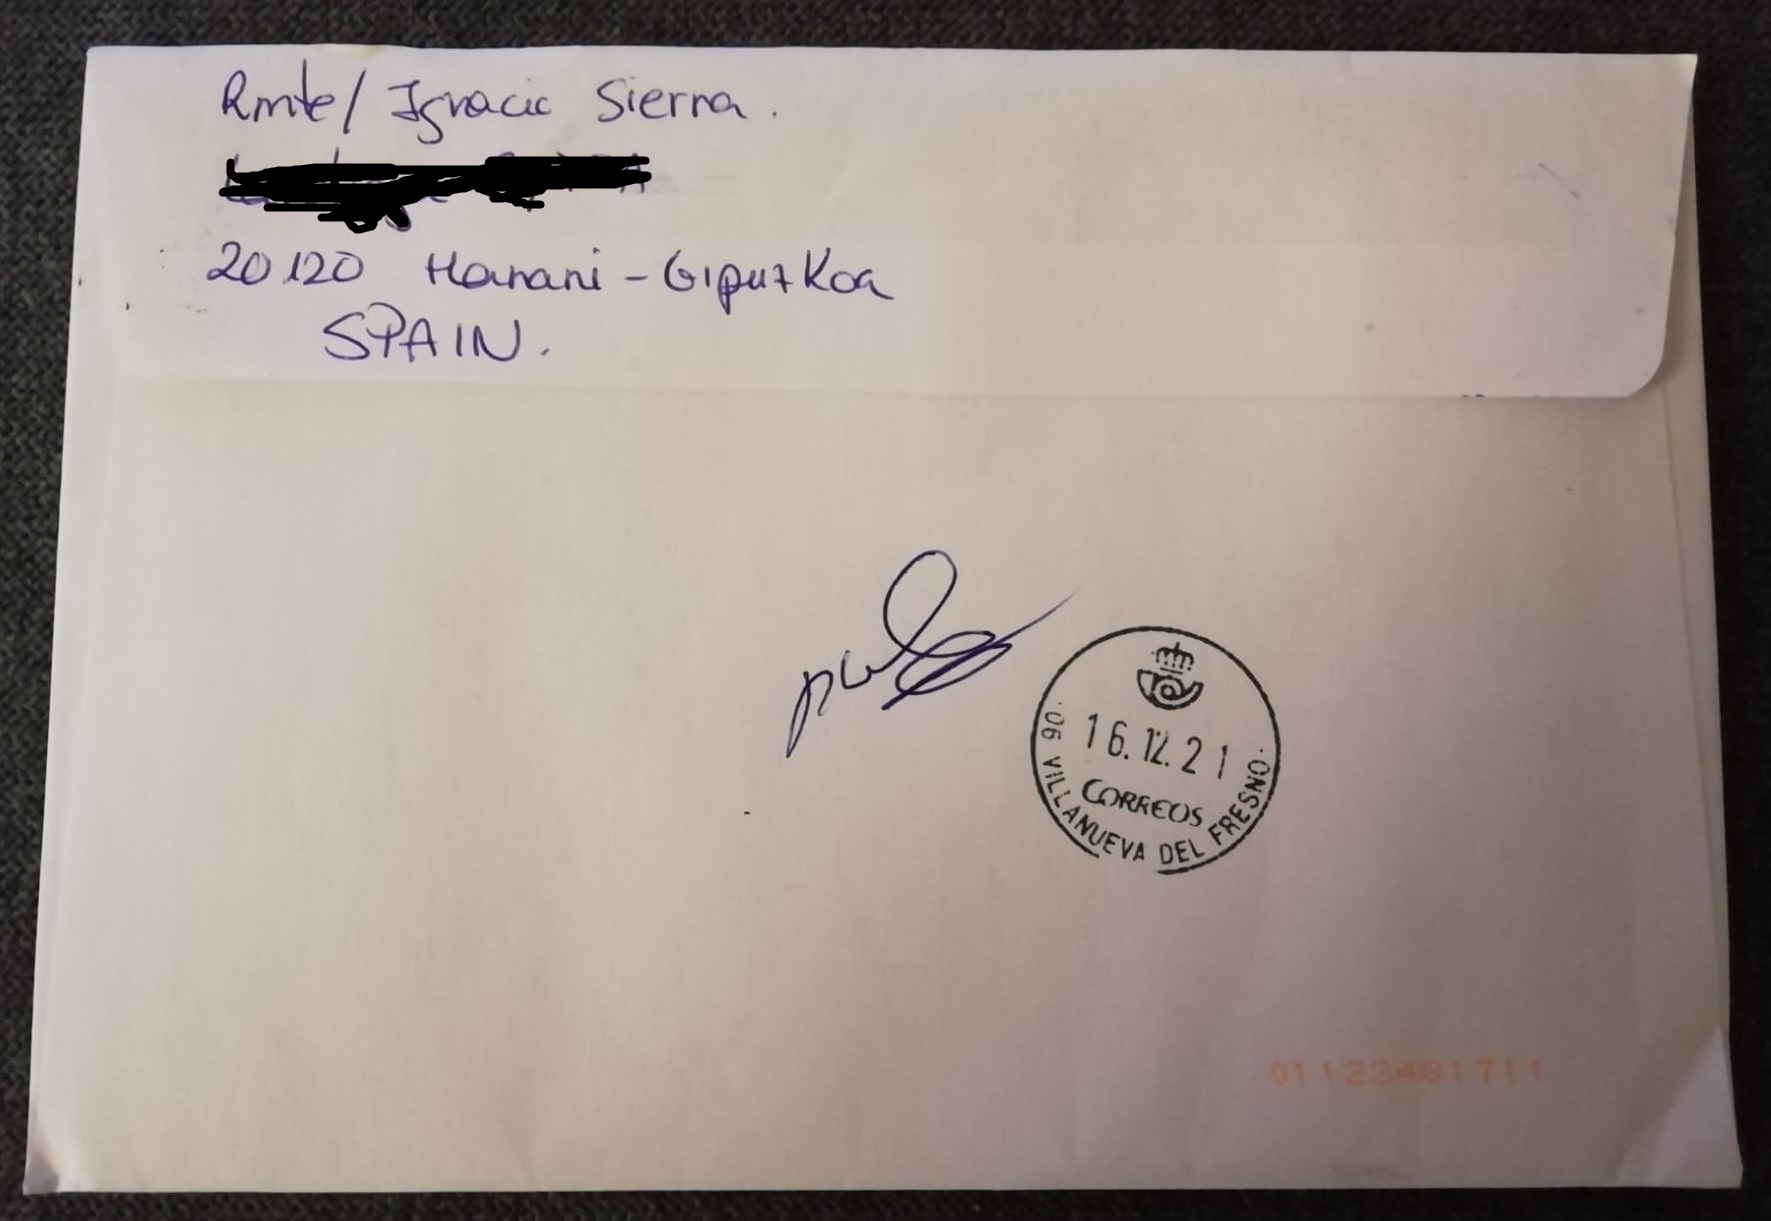 Rmte/ Ignacio Sierra.
20120 Hernani - Gipuzkoa
SPAIN.
16.12.21
CORREOS
·06 VILLANUEVA DEL FRESNO·
01123481711